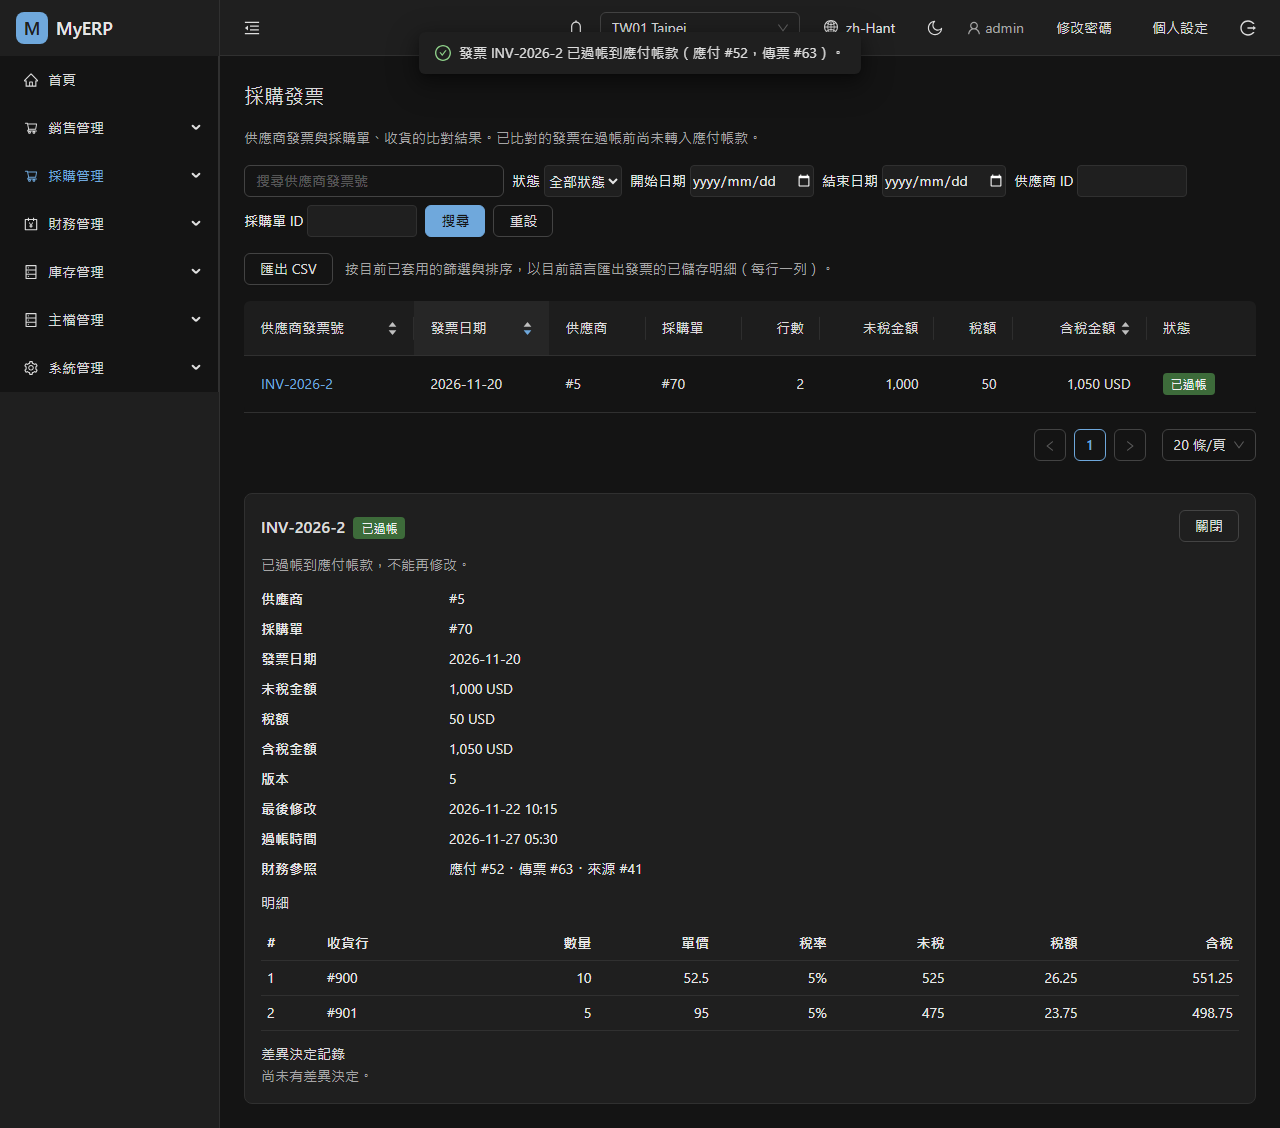 M MyERP
TW01 Taipei
zh-Hant
admin
修改密碼
個人設定
發票 INV-2026-2 已過帳到應付帳款（應付 #52，傳票 #63）。
首頁
銷售管理
採購管理
財務管理
庫存管理
主檔管理
系統管理
採購發票
供應商發票與採購單、收貨的比對結果。已比對的發票在過帳前尚未轉入應付帳款。
搜尋供應商發票號 狀態 全部狀態 開始日期 yyyy/mm/dd 結束日期 yyyy/mm/dd 供應商 ID
採購單 ID 搜尋 重設
匯出 CSV 按目前已套用的篩選與排序，以目前語言匯出發票的已儲存明細（每行一列）。
供應商發票號 發票日期 供應商 採購單 行數 未稅金額 稅額 含稅金額 狀態
INV-2026-2 2026-11-20 #5 #70 2 1,000 50 1,050 USD 已過帳
< 1 > 20 條/頁
INV-2026-2 已過帳 關閉
已過帳到應付帳款，不能再修改。
供應商 #5
採購單 #70
發票日期 2026-11-20
未稅金額 1,000 USD
稅額 50 USD
含稅金額 1,050 USD
版本 5
最後修改 2026-11-22 10:15
過帳時間 2026-11-27 05:30
財務參照 應付 #52 · 傳票 #63 · 來源 #41
明細
# 收貨行 數量 單價 稅率 未稅 稅額 含稅
1 #900 10 52.5 5% 525 26.25 551.25
2 #901 5 95 5% 475 23.75 498.75
差異決定記錄
尚未有差異決定。